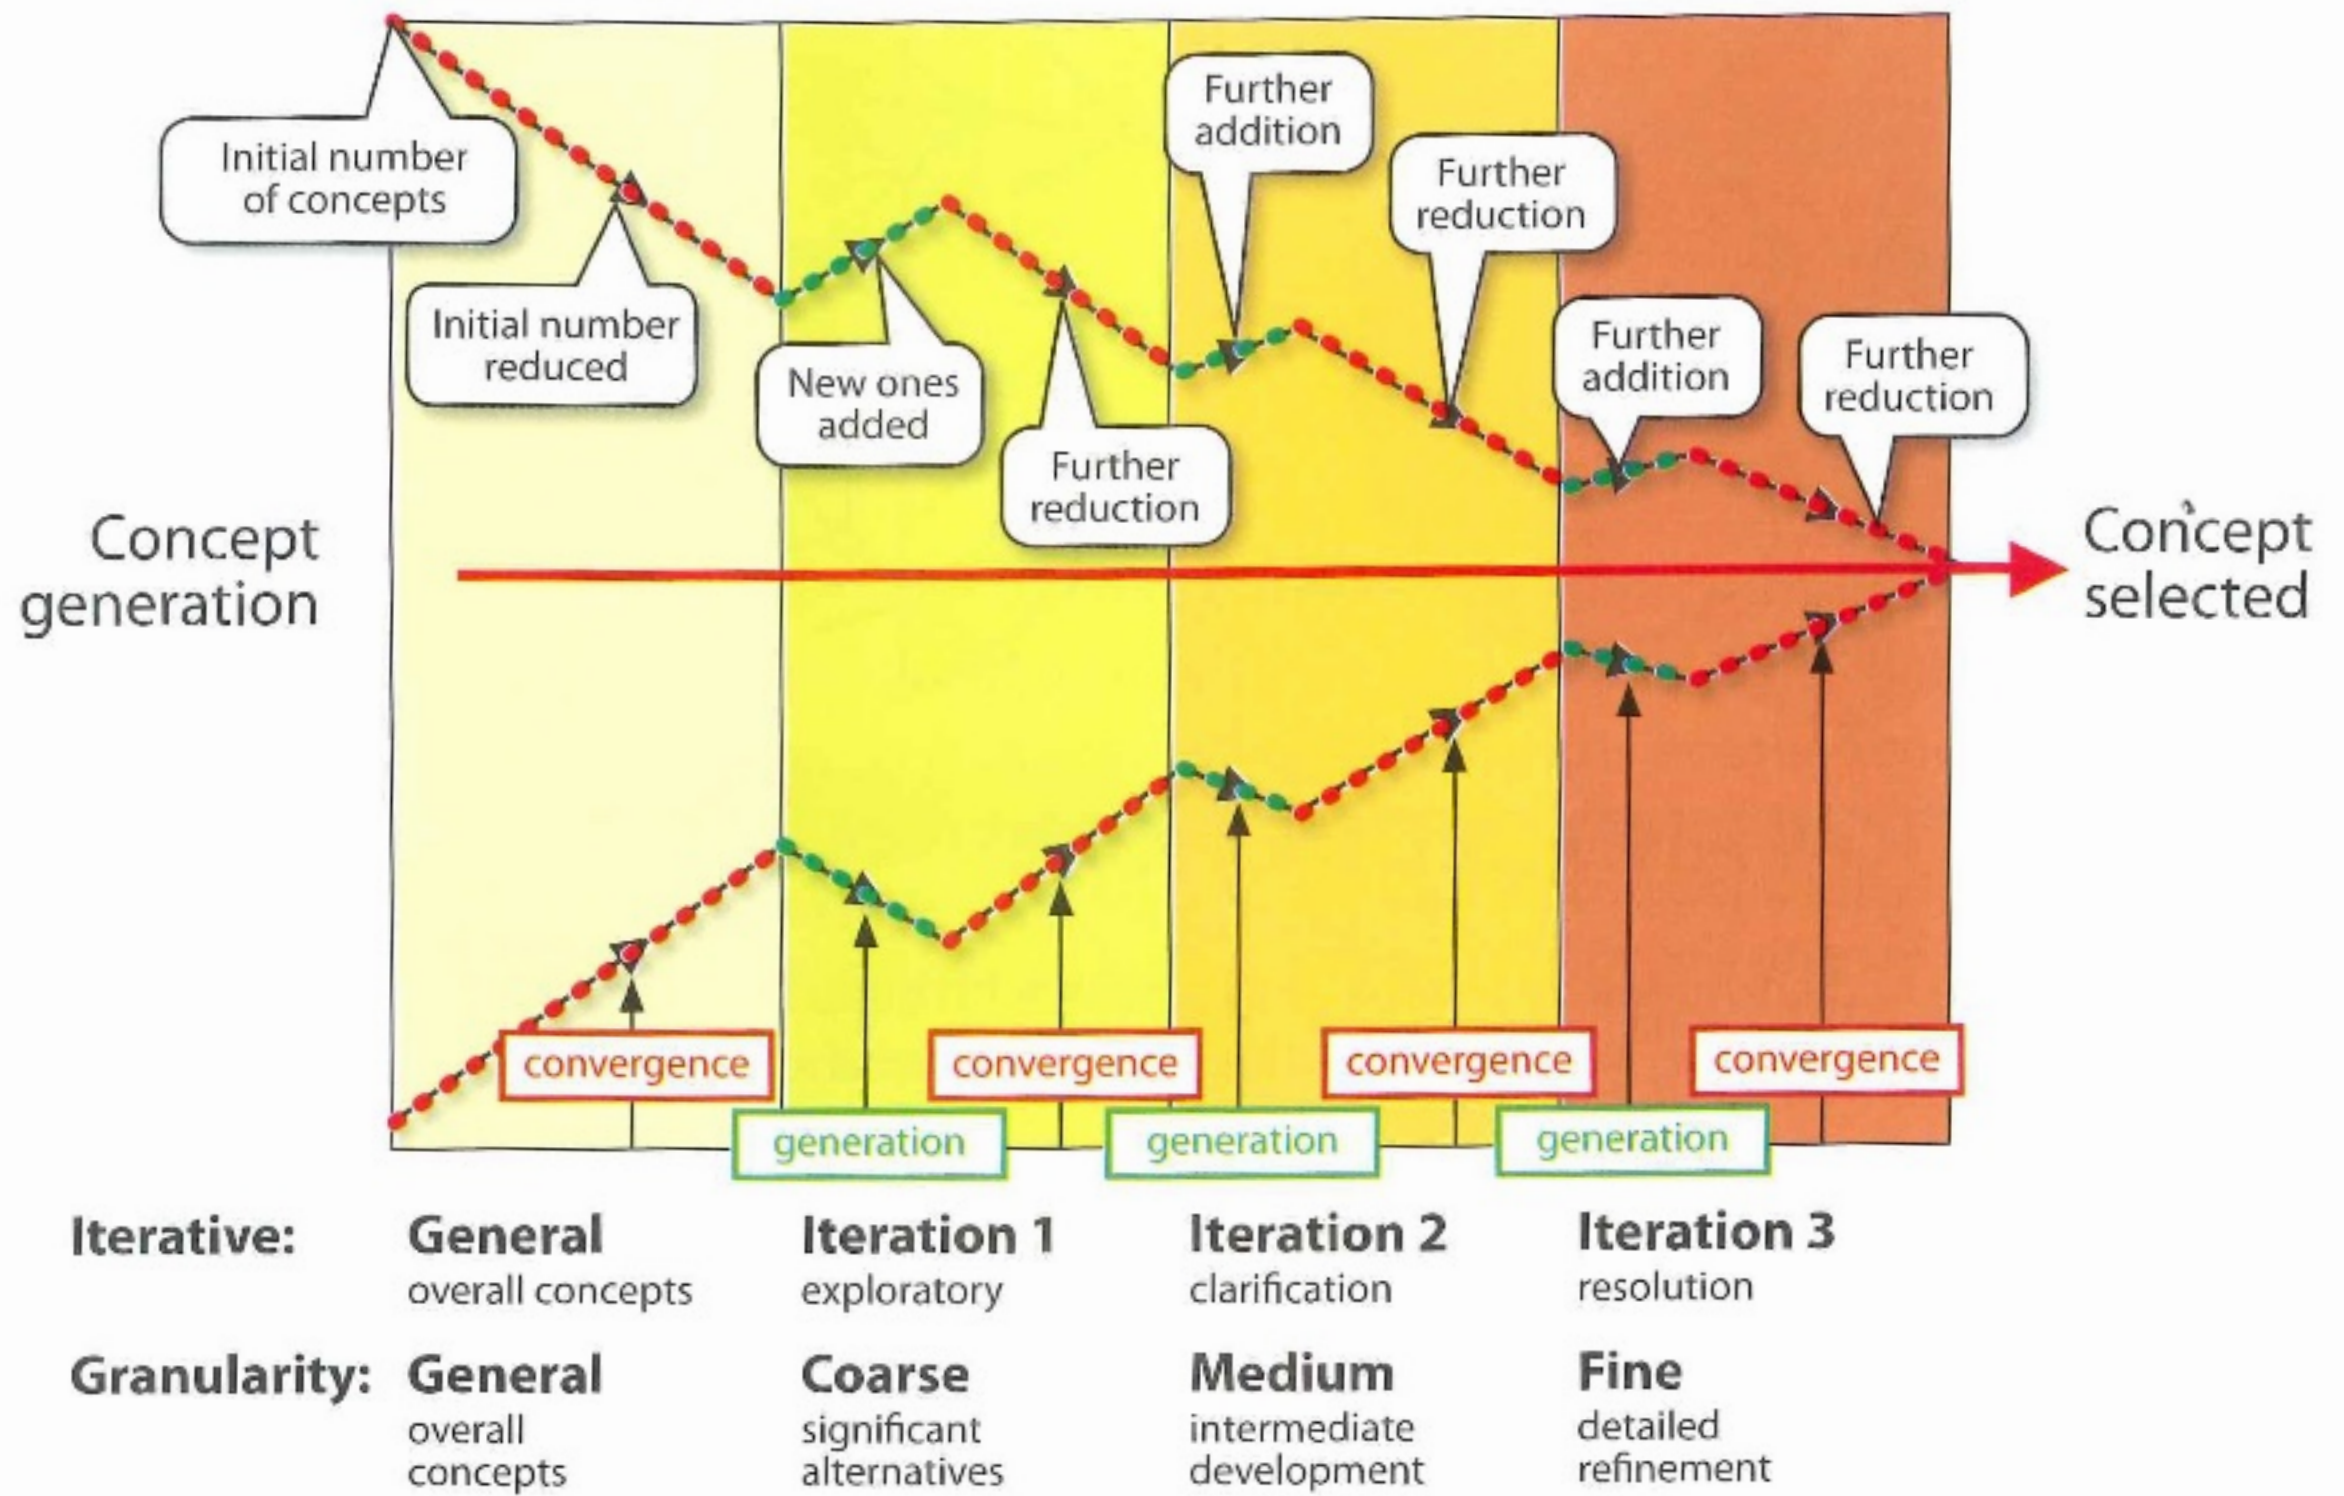 Initial number
of concepts
Initial number
reduced
New ones
added
Further
reduction
Further
addition
Further
reduction
Further
addition
Further
reduction
Concept
generation
Concept
selected
convergence
convergence
convergence
convergence
generation
generation
generation
Iterative:
General
overall concepts
Iteration 1
exploratory
Iteration 2
clarification
Iteration 3
resolution
Granularity:
General
overall
concepts
Coarse
significant
alternatives
Medium
intermediate
development
Fine
detailed
refinement